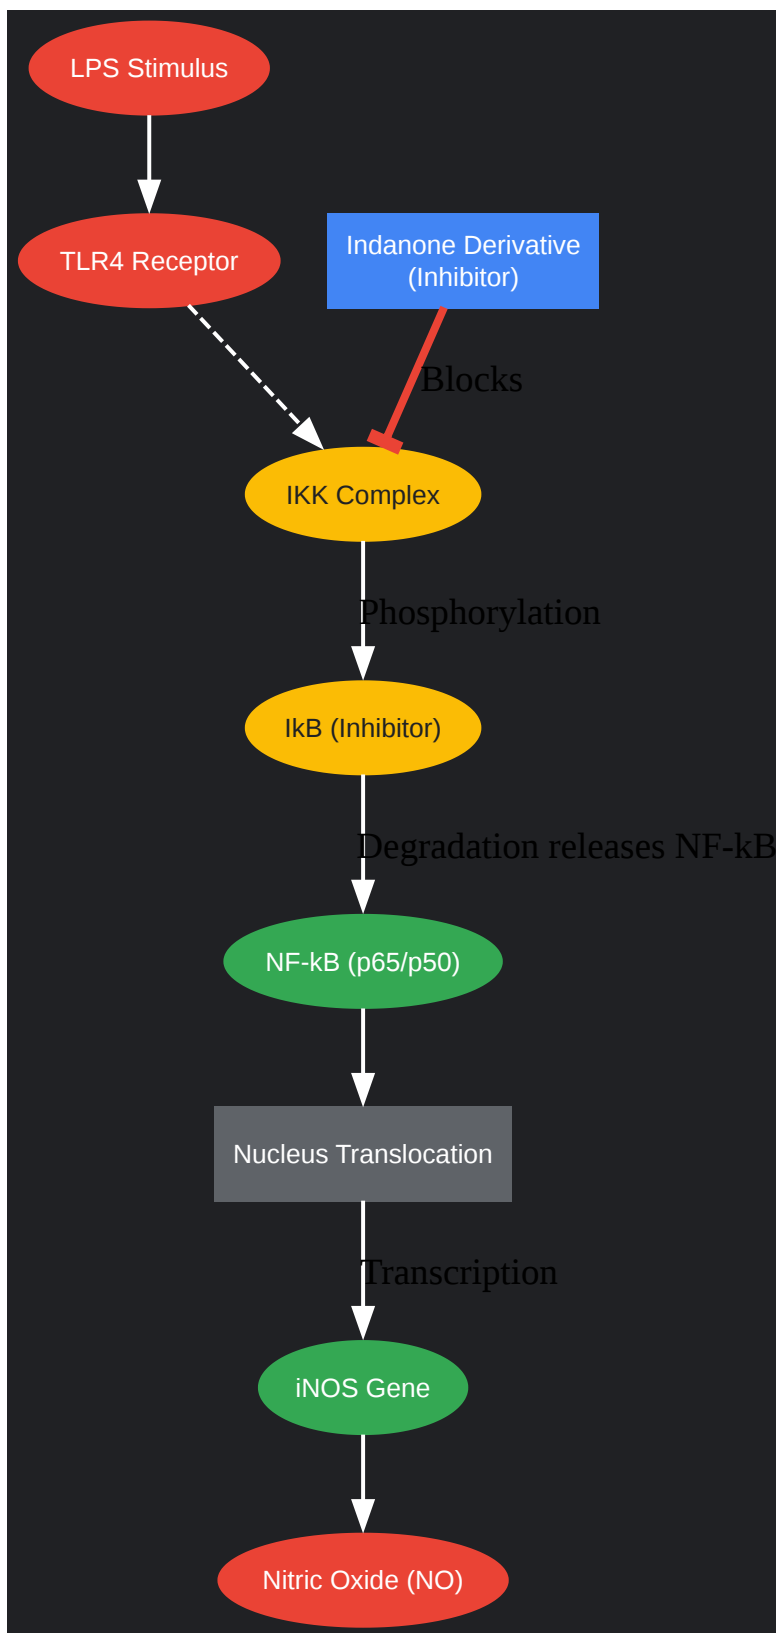 LPS Stimulus
TLR4 Receptor
Indanone Derivative
(Inhibitor)
Blocks
IKK Complex
Phosphorylation
IkB (Inhibitor)
Degradation releases NF-kB
NF-kB (p65/p50)
Nucleus Translocation
Transcription
iNOS Gene
Nitric Oxide (NO)